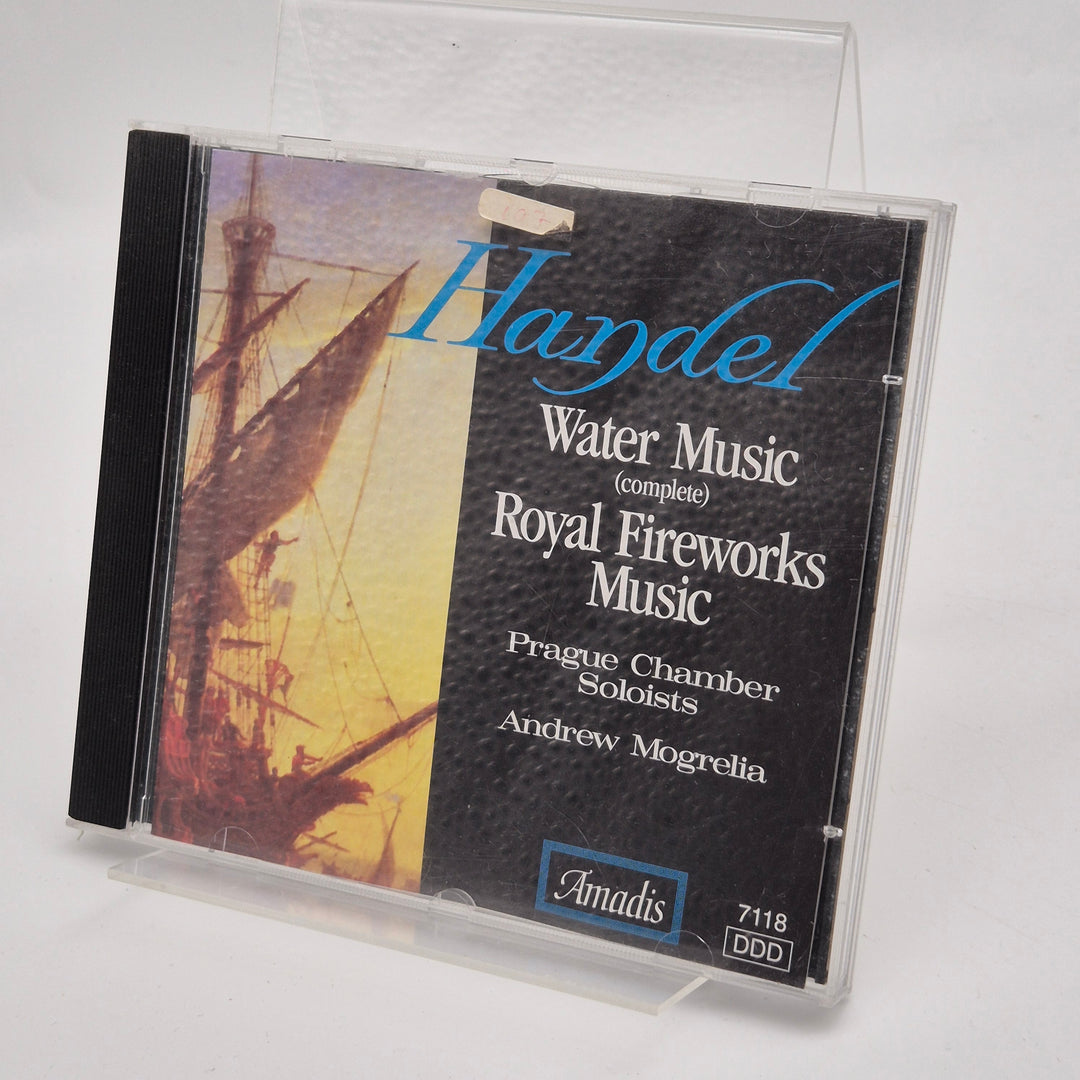 Handel
Water Music
(complete)
Royal Fireworks
Music
Prague Chamber
Soloists
Andrew Mogrelia
Amadis
7118
DDD